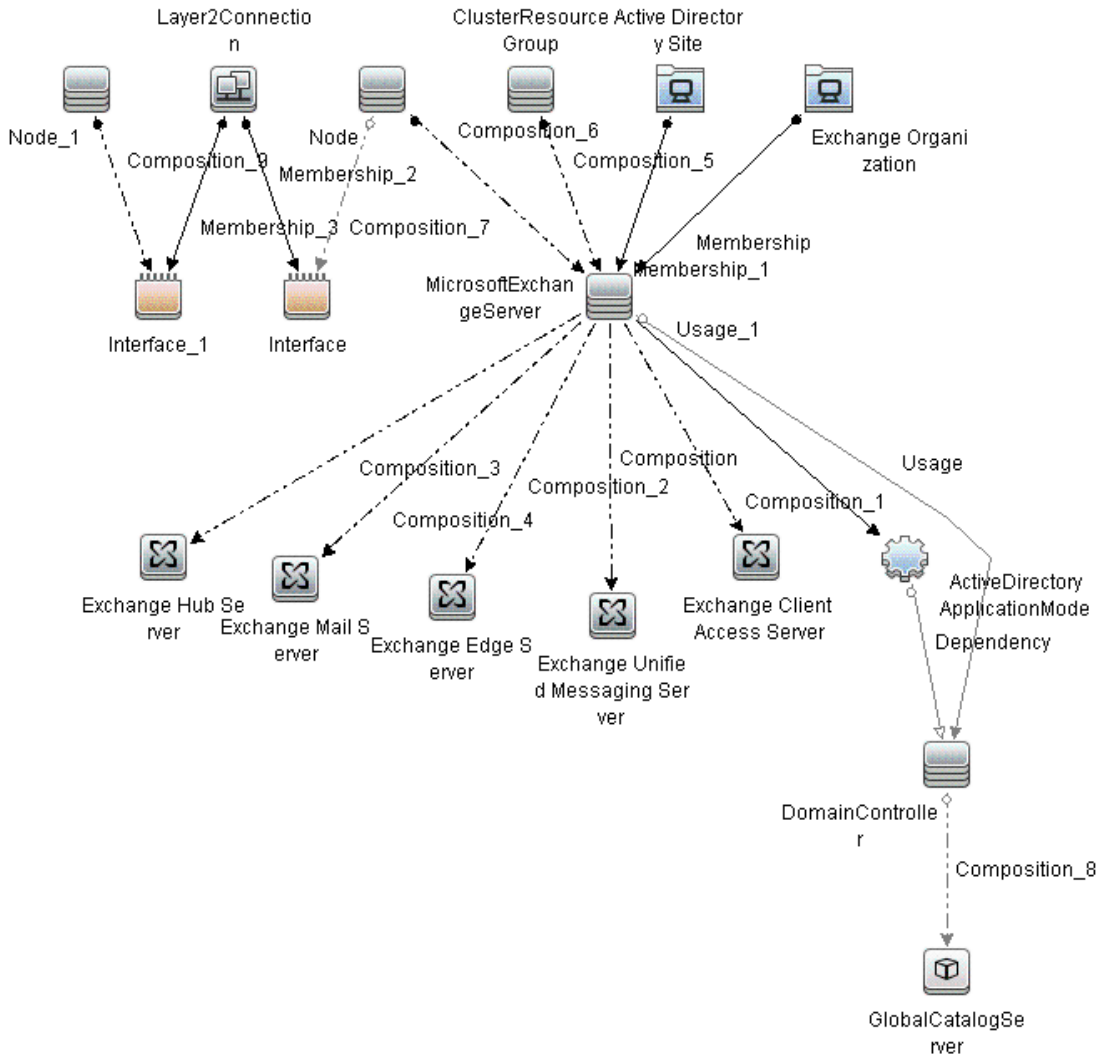 Layer2Connectio
n
ClusterResource
Group
Active Director
y Site
Node_1
Node
Exchange Organi
zation
Composition_9
Membership_2
Composition_6
Composition_5
Membership_3
Composition_7
Membership
Membership_1
MicrosoftExchan
geServer
Interface_1
Interface
Usage_1
Composition_3
Composition_4
Composition_2
Composition
Composition_1
Usage
Exchange Hub Se
rver
Exchange Mail S
erver
Exchange Edge S
erver
Exchange Unifie
d Messaging Ser
ver
Exchange Client
Access Server
ActiveDirectory
ApplicationMode
Dependency
DomainControlle
r
Composition_8
GlobalCatalogSe
rver